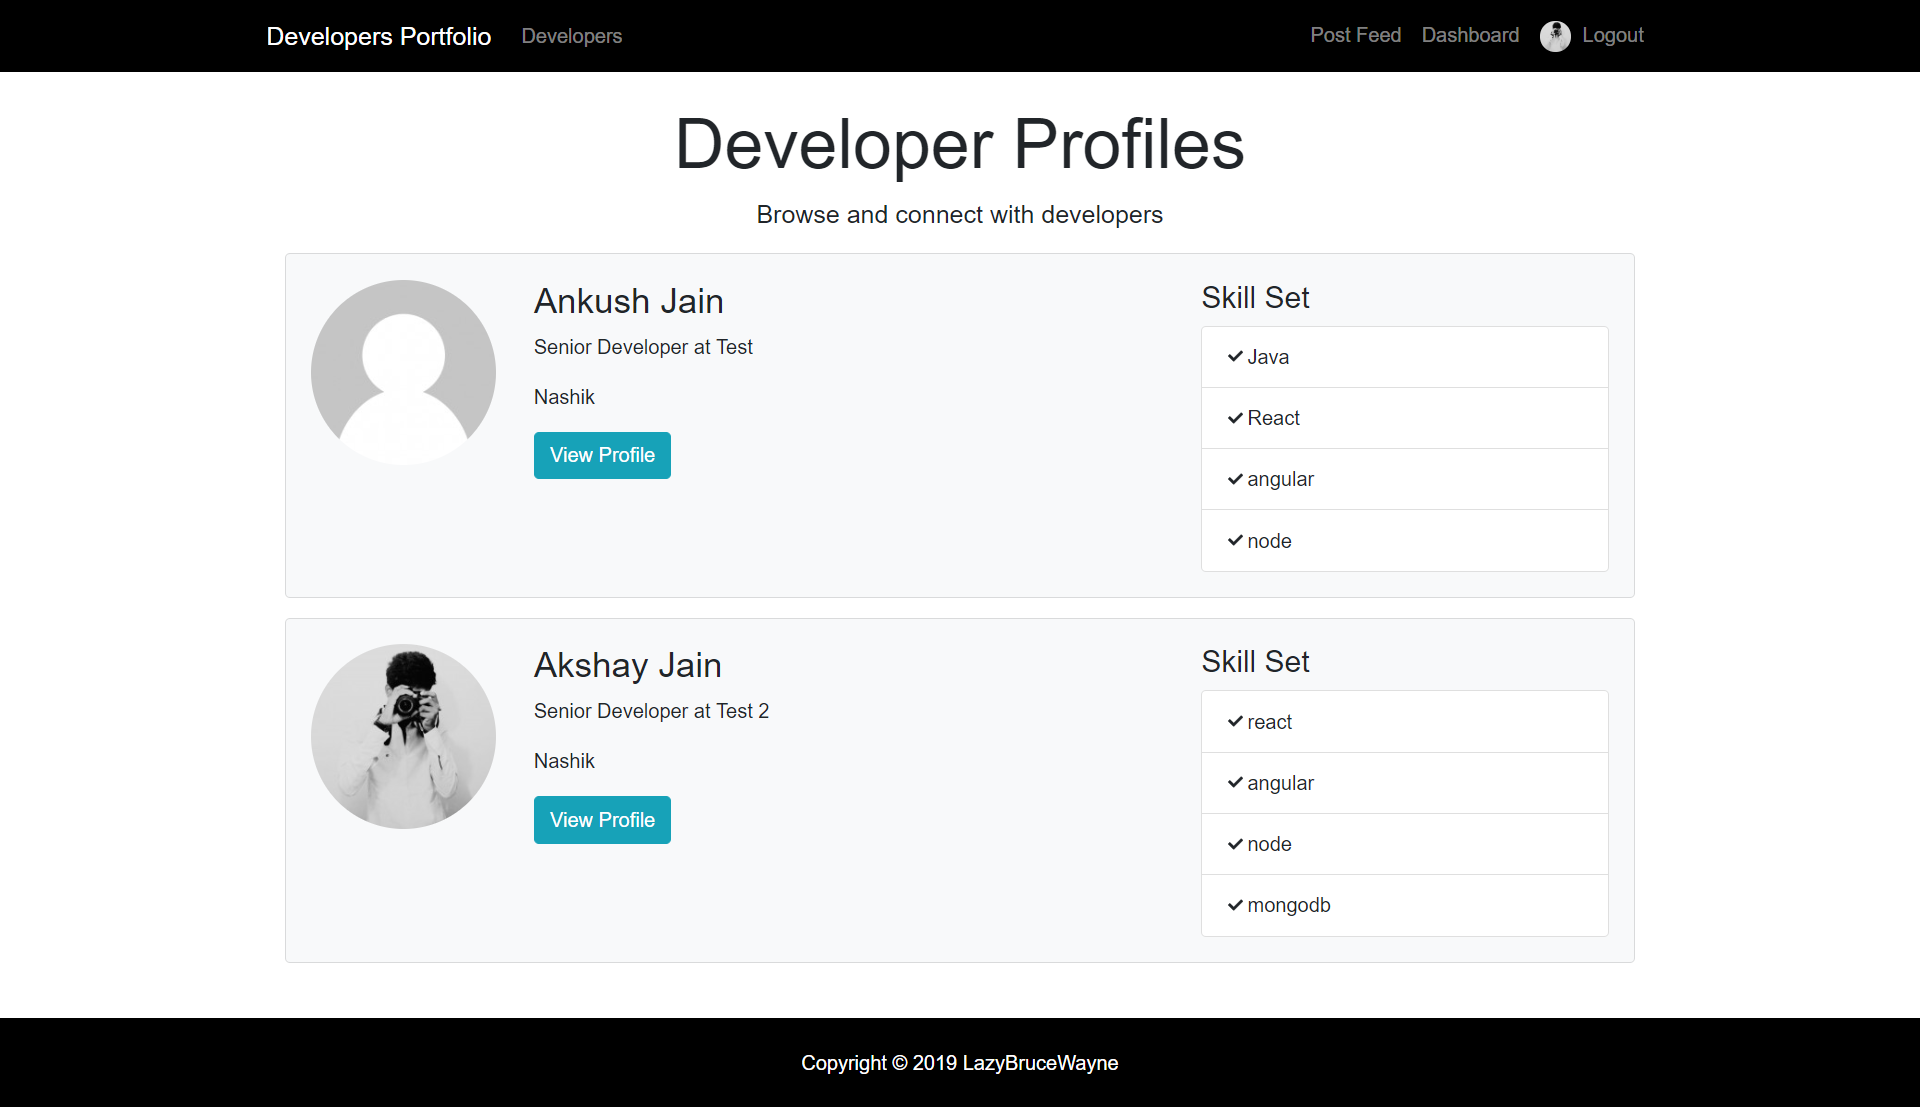 Developers Portfolio Developers Post Feed Dashboard Logout
Developer Profiles
Browse and connect with developers
Ankush Jain
Senior Developer at Test
Nashik
View Profile
Skill Set
Java
React
angular
node
Akshay Jain
Senior Developer at Test 2
Nashik
View Profile
Skill Set
react
angular
node
mongodb
Copyright © 2019 LazyBruceWayne